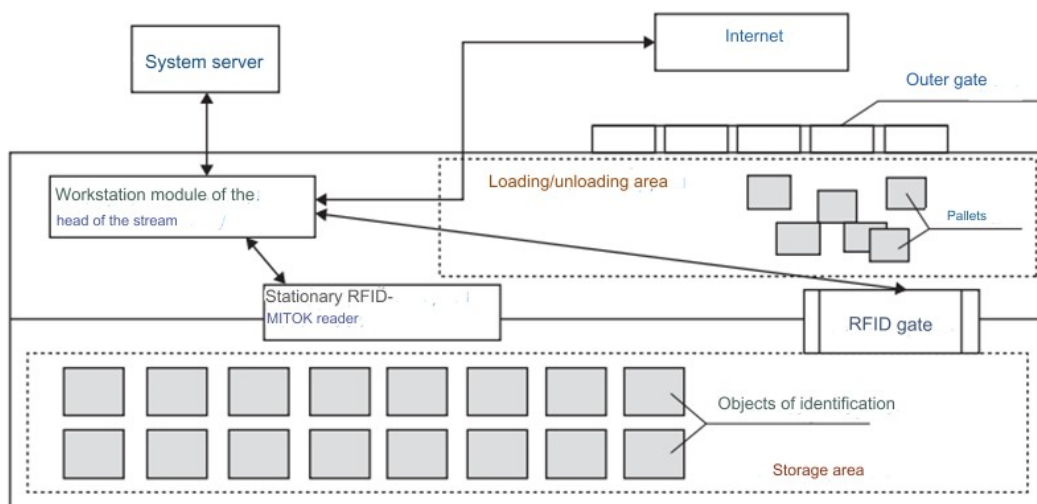 Internet
System server
Outer gate
Workstation module of the
head of the stream
Loading/unloading area
Pallets
Stationary RFID-
MITOK reader
RFID gate
Objects of identification
Storage area